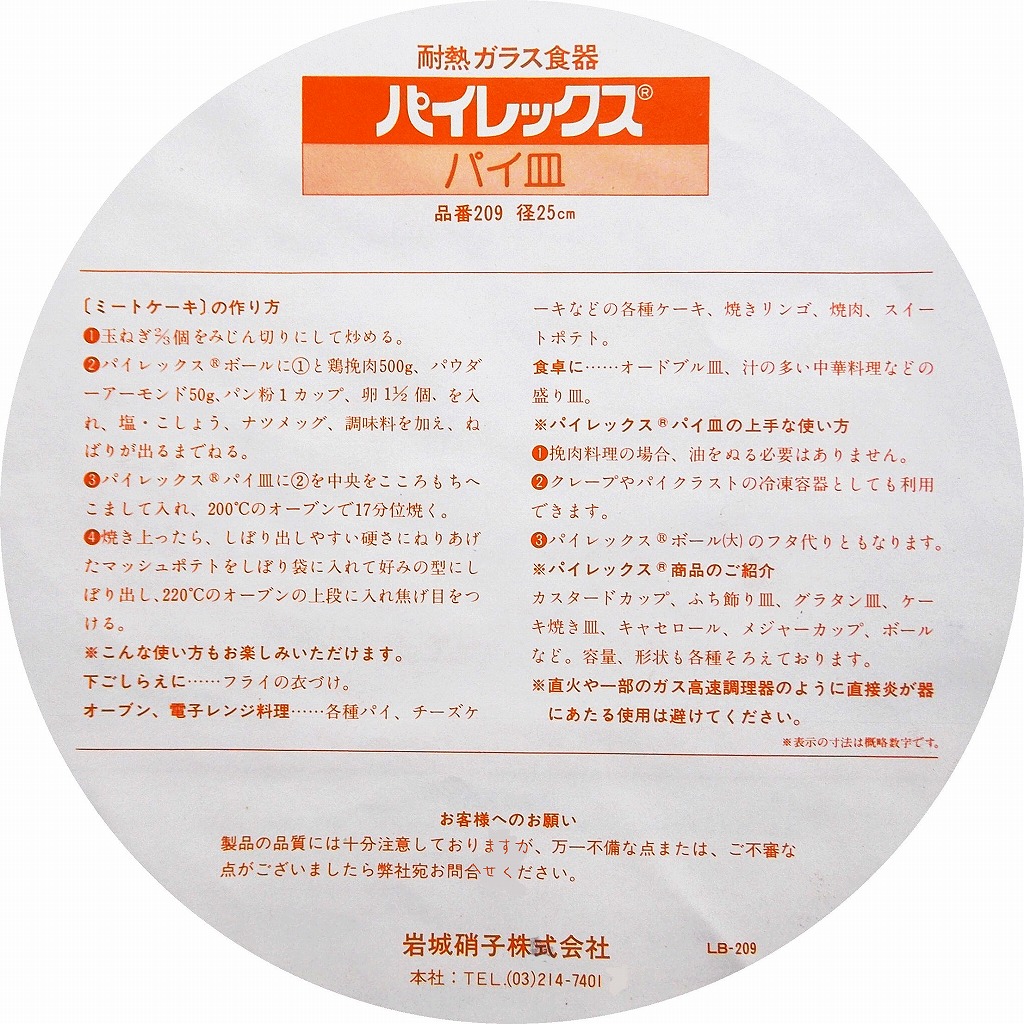 耐熱ガラス食器
パイレックス®
パイ皿
品番209 径25cm
〔ミートケーキ〕の作り方
❶玉ねぎ⅔個をみじん切りにして炒める。
❷パイレックス®ボールに①と鶏挽肉500g、パウダ
ーアーモンド50g、パン粉1カップ、卵1½個、を入
れ、塩・こしょう、ナツメッグ、調味料を加え、ね
ばりが出るまでねる。
❸パイレックス®パイ皿に②を中央をこころもちへ
こまして入れ、200℃のオーブンで17分位焼く。
❹焼き上ったら、しぼり出しやすい硬さにねりあげ
たマッシュポテトをしぼり袋に入れて好みの型にし
ぼり出し、220℃のオーブンの上段に入れ焦げ目をつ
ける。
※こんな使い方もお楽しみいただけます。
下ごしらえに……フライの衣づけ。
オーブン、電子レンジ料理……各種パイ、チーズケ
ーキなどの各種ケーキ、焼きリンゴ、焼肉、スイー
トポテト。
食卓に……オードブル皿、汁の多い中華料理などの
盛り皿。
※パイレックス®パイ皿の上手な使い方
❶挽肉料理の場合、油をぬる必要はありません。
❷クレープやパイクラストの冷凍容器としても利用
できます。
❸パイレックス®ボール(大)のフタ代りともなります。
※パイレックス®商品のご紹介
カスタードカップ、ふち飾り皿、グラタン皿、ケー
キ焼き皿、キャセロール、メジャーカップ、ボール
など。容量、形状も各種そろえております。
※直火や一部のガス高速調理器のように直接炎が器
にあたる使用は避けてください。
※表示の寸法は概略数字です。
お客様へのお願い
製品の品質には十分注意しておりますが、万一不備な点または、ご不審な
点がございましたら弊社宛お問合せください。
岩城硝子株式会社
LB-209
本社：TEL.(03)214-7401